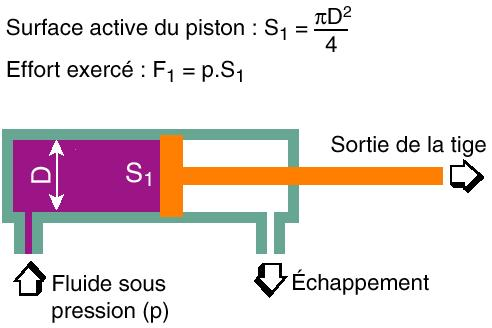 Surface active du piston : S₁ = πD²/4
Effort exercé : F₁ = p.S₁
Sortie de la tige
D
S₁
Fluide sous
pression (p)
Échappement